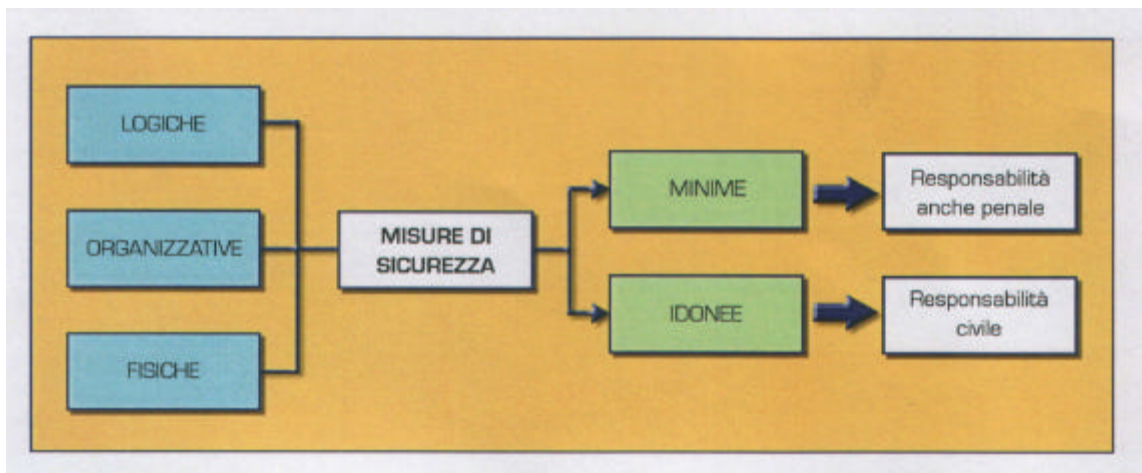 LOGICHE
ORGANIZZATIVE
FISICHE
MISURE DI
SICUREZZA
MINIME
IDONEE
Responsabilità
anche penale
Responsabilità
civile